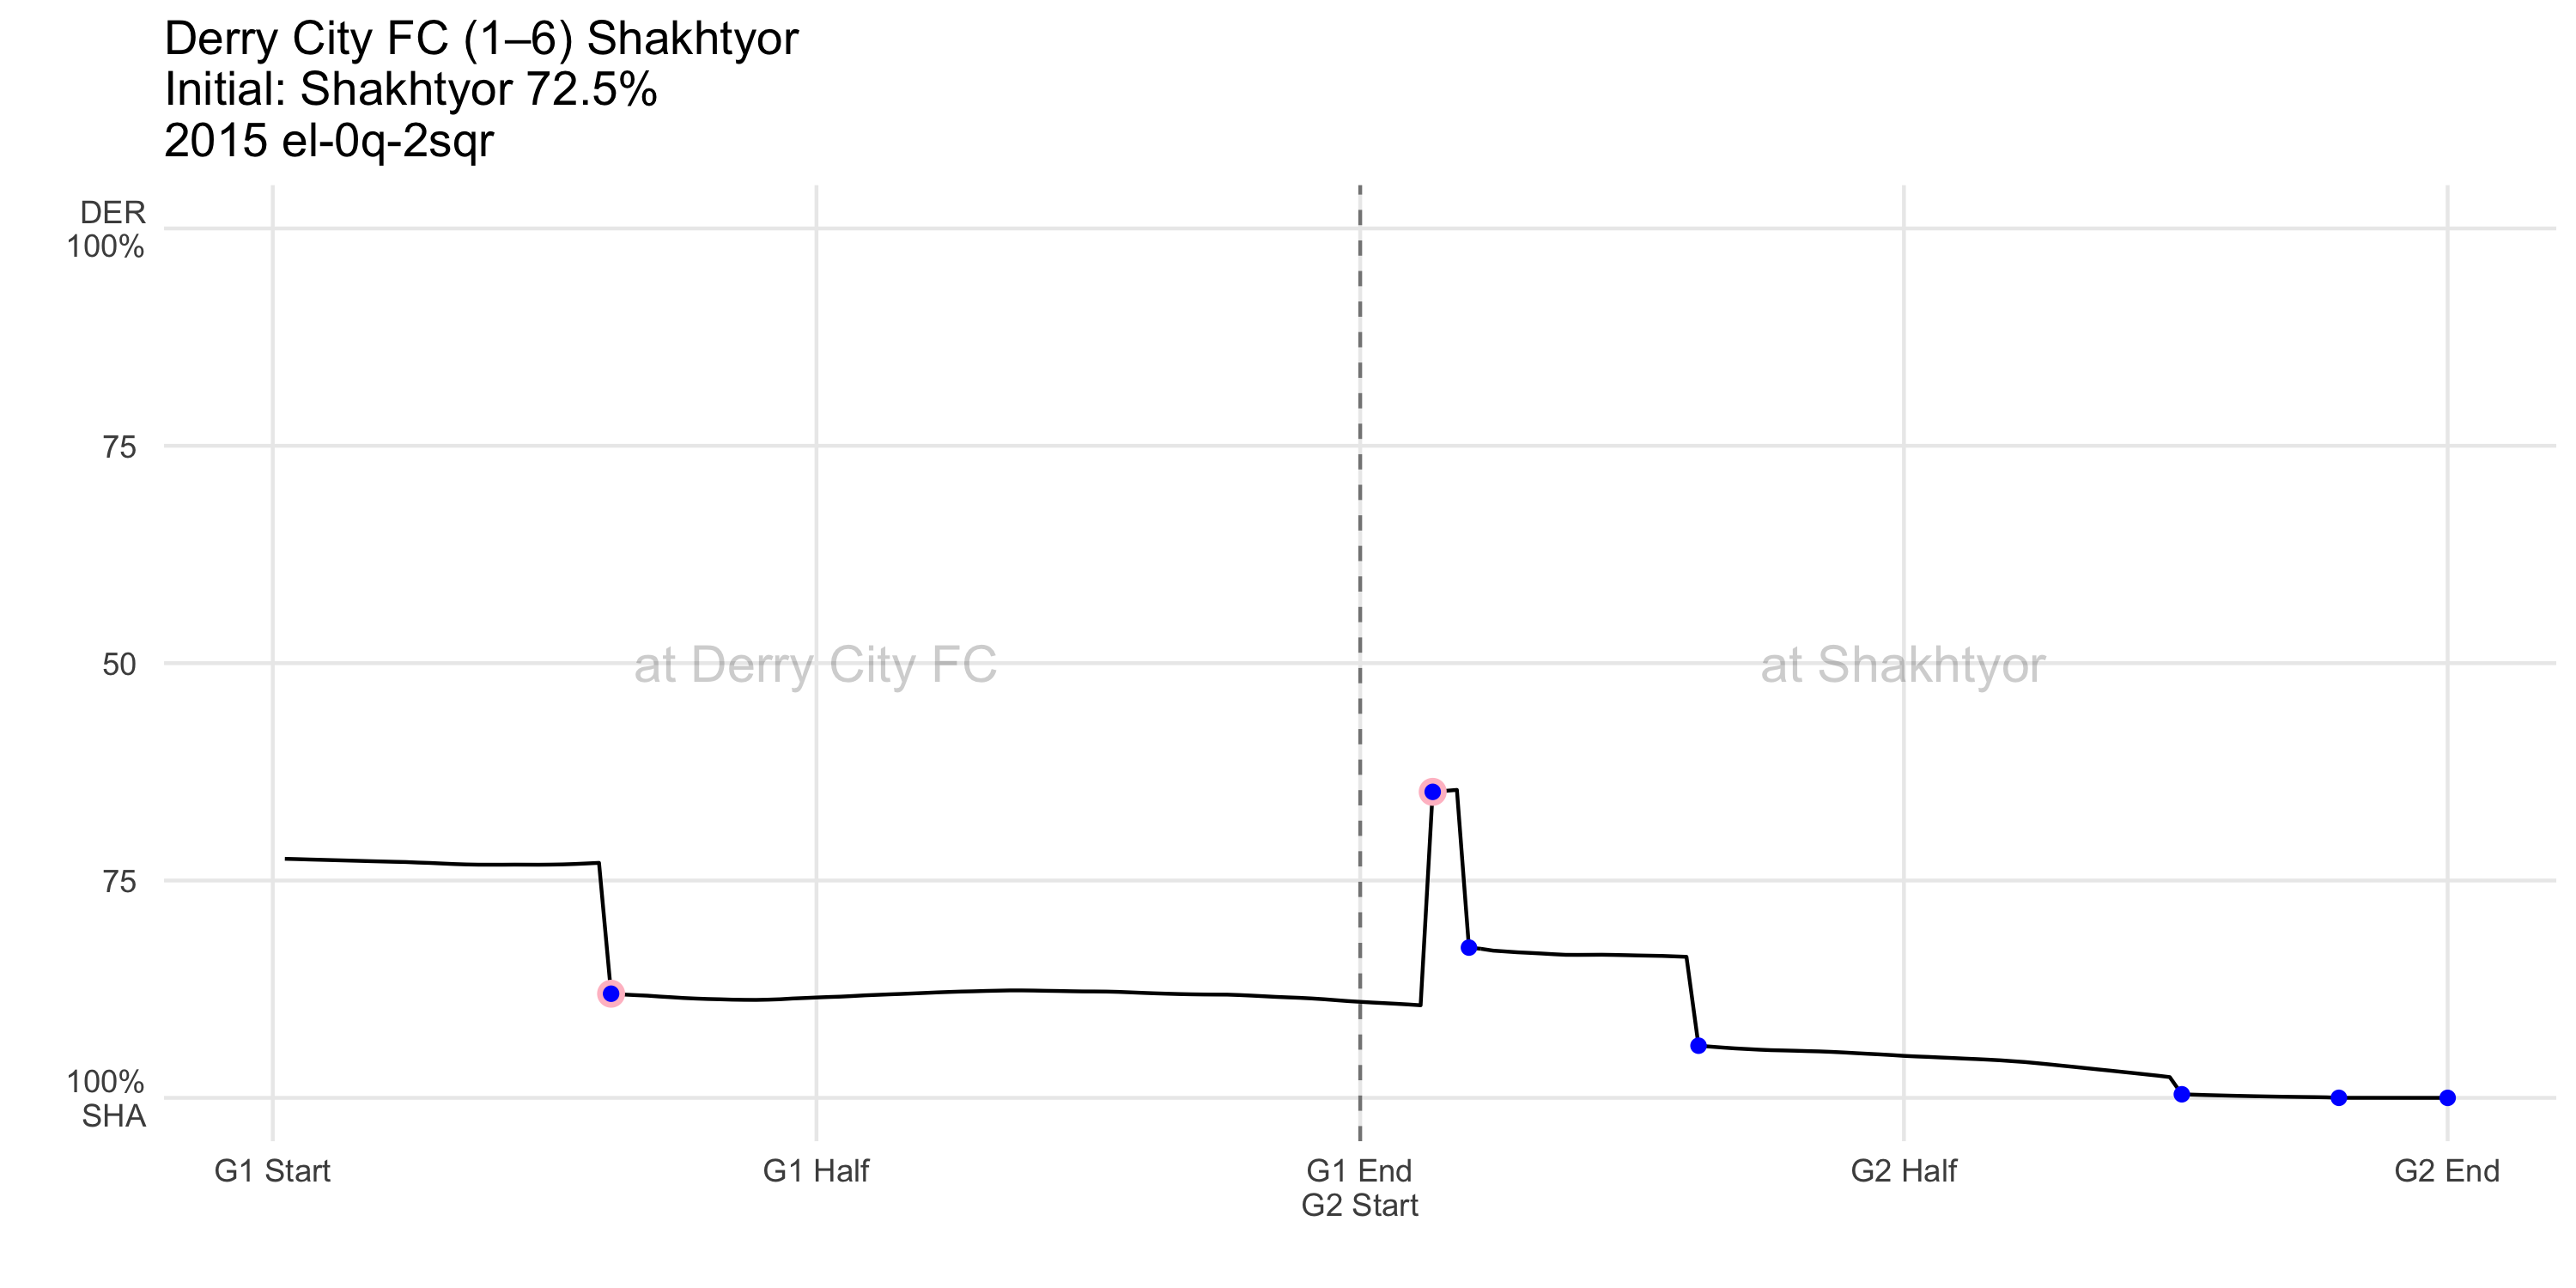 Derry City FC (1–6) Shakhtyor
Initial: Shakhtyor 72.5%
2015 el-0q-2sqr
DER
100%
75
50
75
100%
SHA
at Derry City FC
at Shakhtyor
G1 Start
G1 Half
G1 End
G2 Start
G2 Half
G2 End